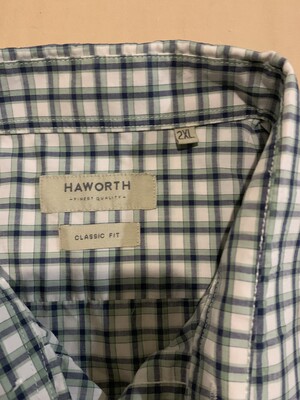 2XL
HAWORTH
- FINEST QUALITY -
CLASSIC FIT